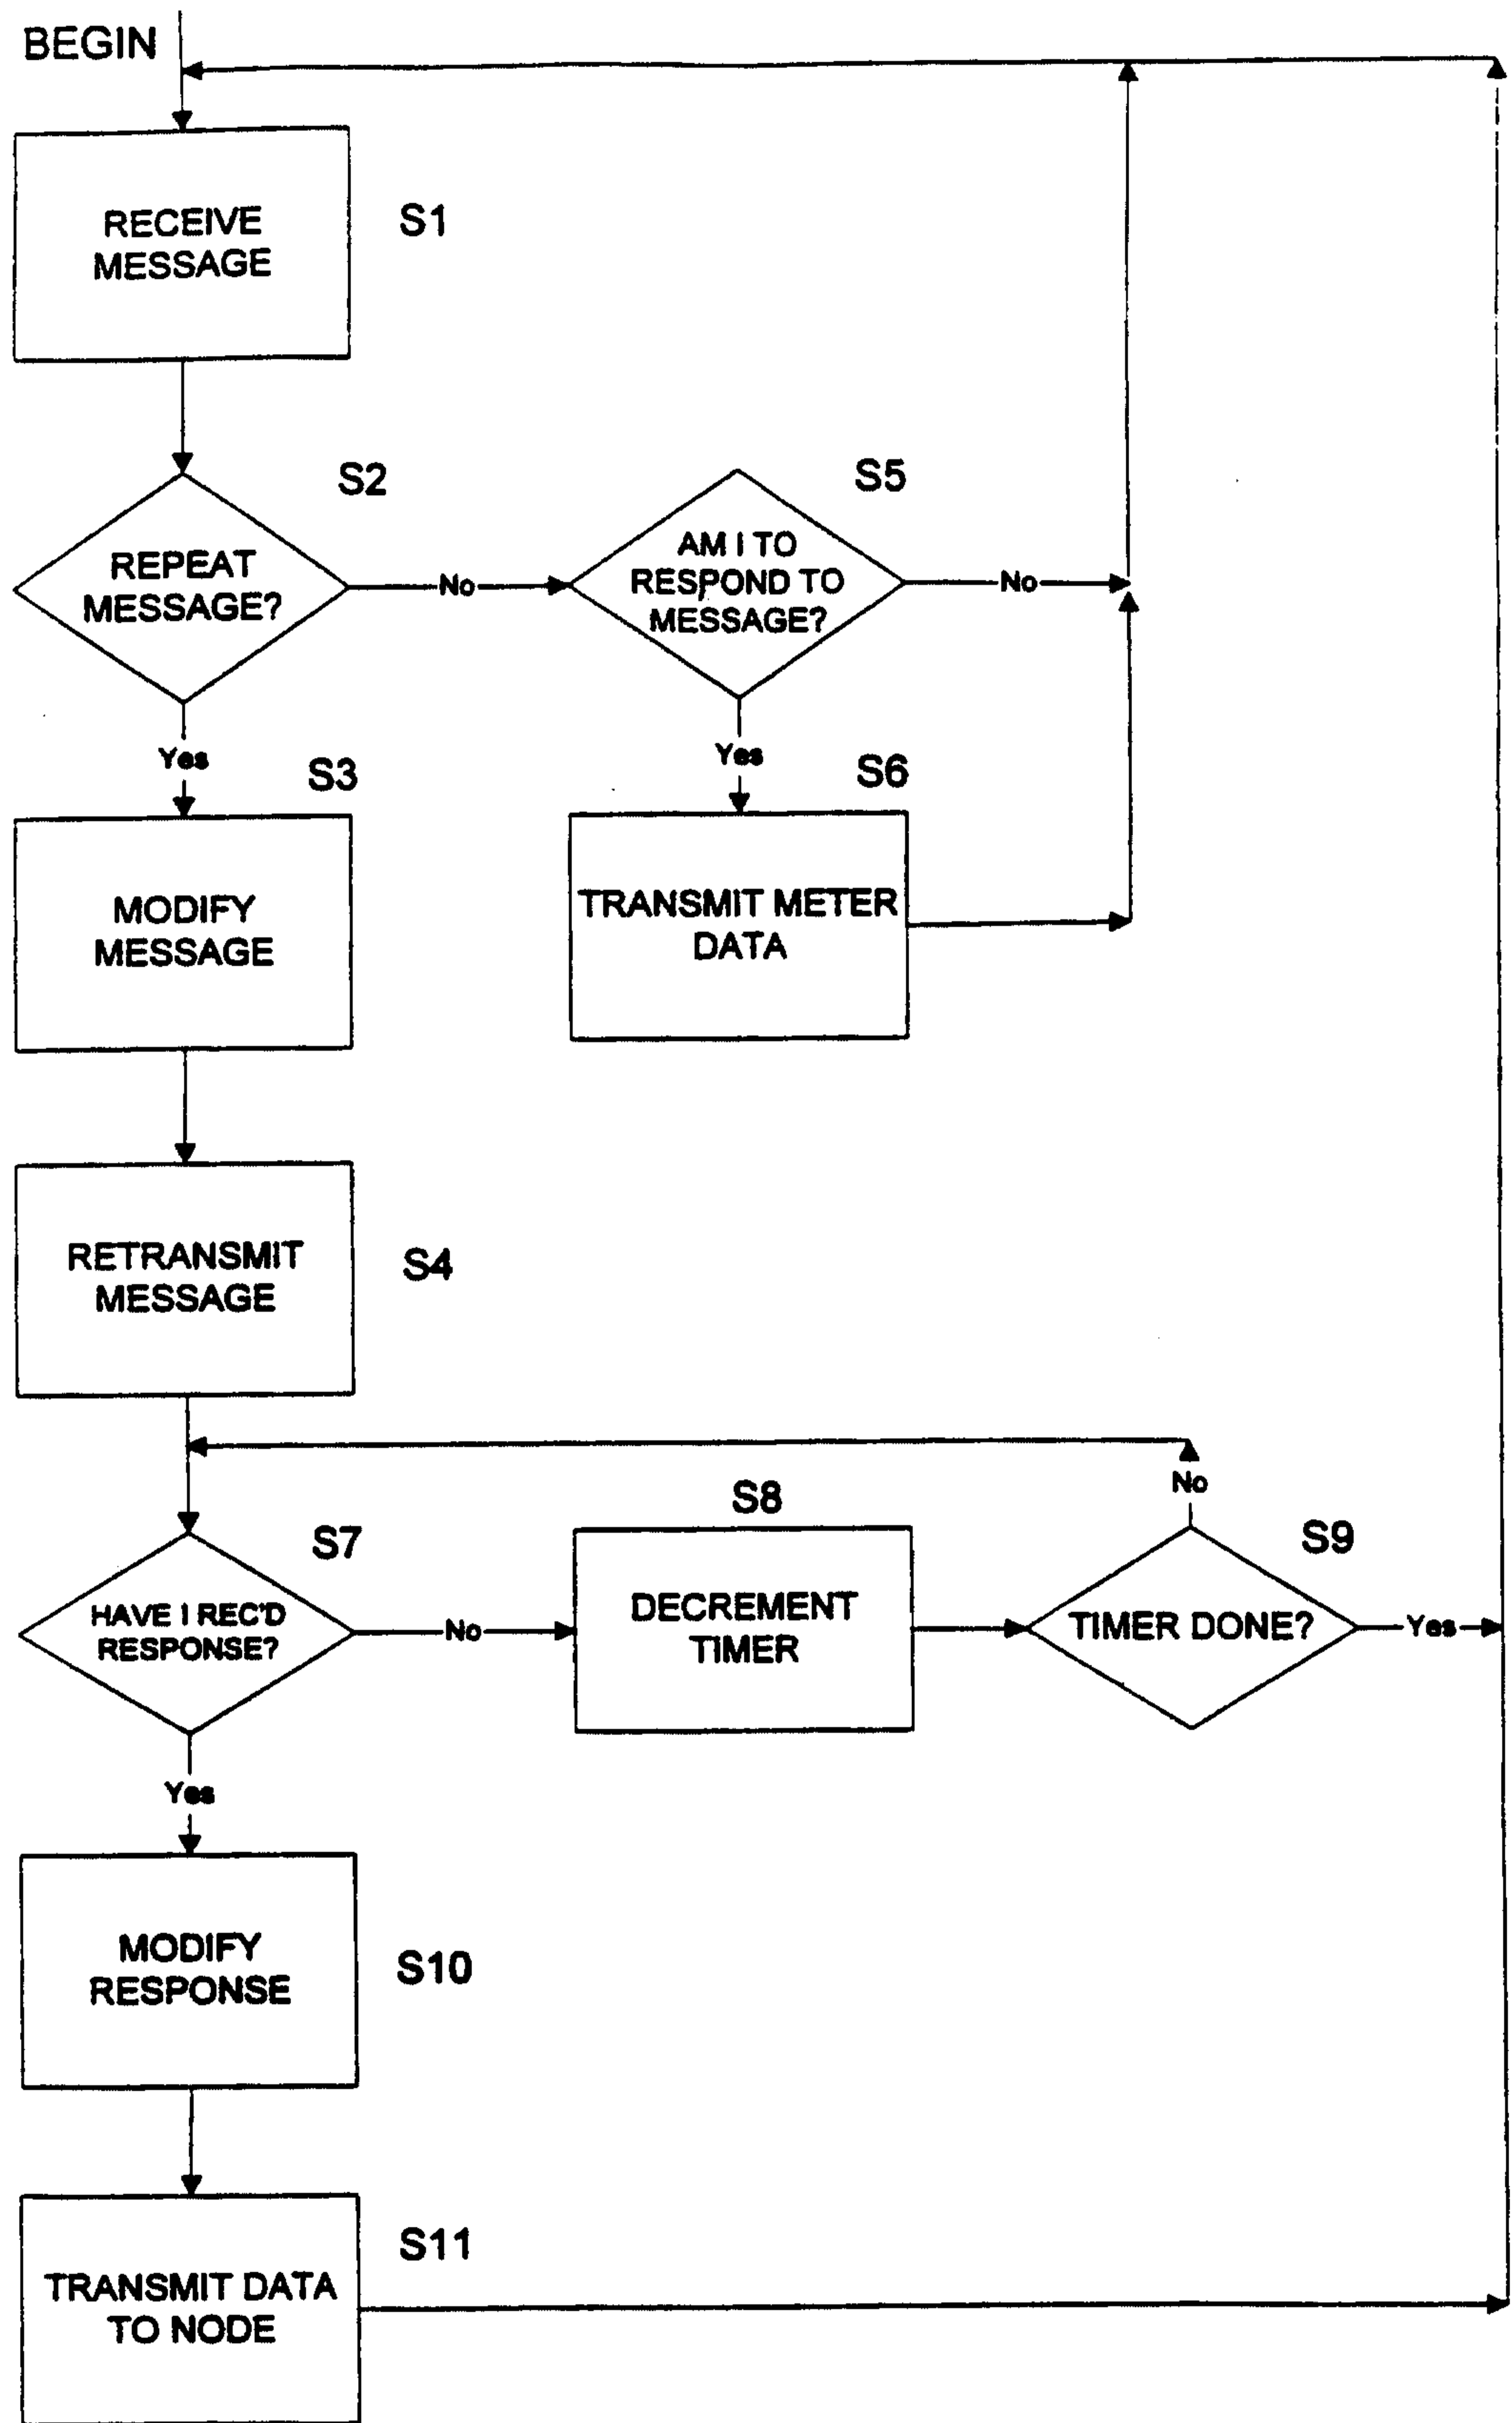 BEGIN
RECEIVE
MESSAGE
S1
S2
REPEAT
MESSAGE?
No
S5
AM I TO
RESPOND TO
MESSAGE?
No
Yes
S3
Yes
S6
MODIFY
MESSAGE
TRANSMIT METER
DATA
RETRANSMIT
MESSAGE
S4
S7
HAVE I REC'D
RESPONSE?
No
S8
DECREMENT
TIMER
No
S9
TIMER DONE?
Yes
Yes
MODIFY
RESPONSE
S10
S11
TRANSMIT DATA
TO NODE